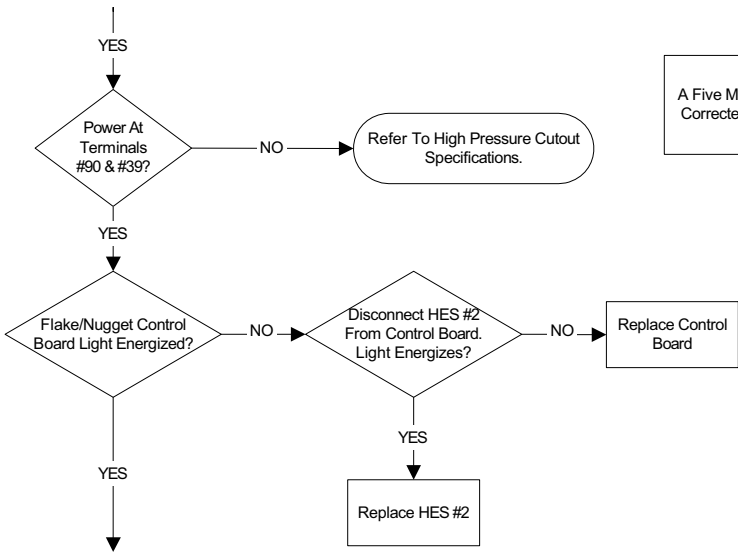 YES
Power At
Terminals
#90 & #39?
NO
Refer To High Pressure Cutout
Specifications.
A Five M
Correcte
YES
Flake/Nugget Control
Board Light Energized?
NO
Disconnect HES #2
From Control Board.
Light Energizes?
NO
Replace Control
Board
YES
YES
Replace HES #2